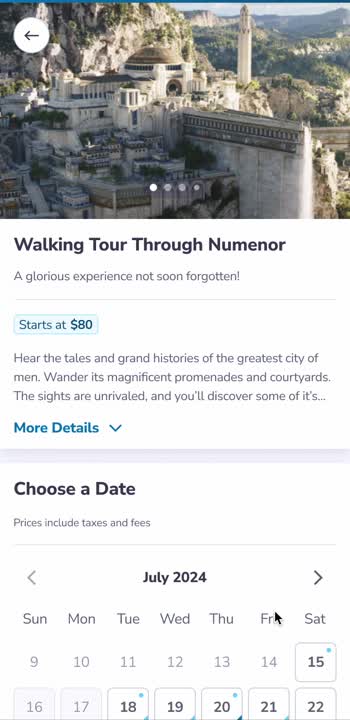 Walking Tour Through Numenor
A glorious experience not soon forgotten!
Starts at $80
Hear the tales and grand histories of the greatest city of
men. Wander its magnificent promenades and courtyards.
The sights are unrivaled, and you’ll discover some of it’s...
More Details
Choose a Date
Prices include taxes and fees
July 2024
Sun Mon Tue Wed Thu Fri Sat
9 10 11 12 13 14 15
16 17 18 19 20 21 22